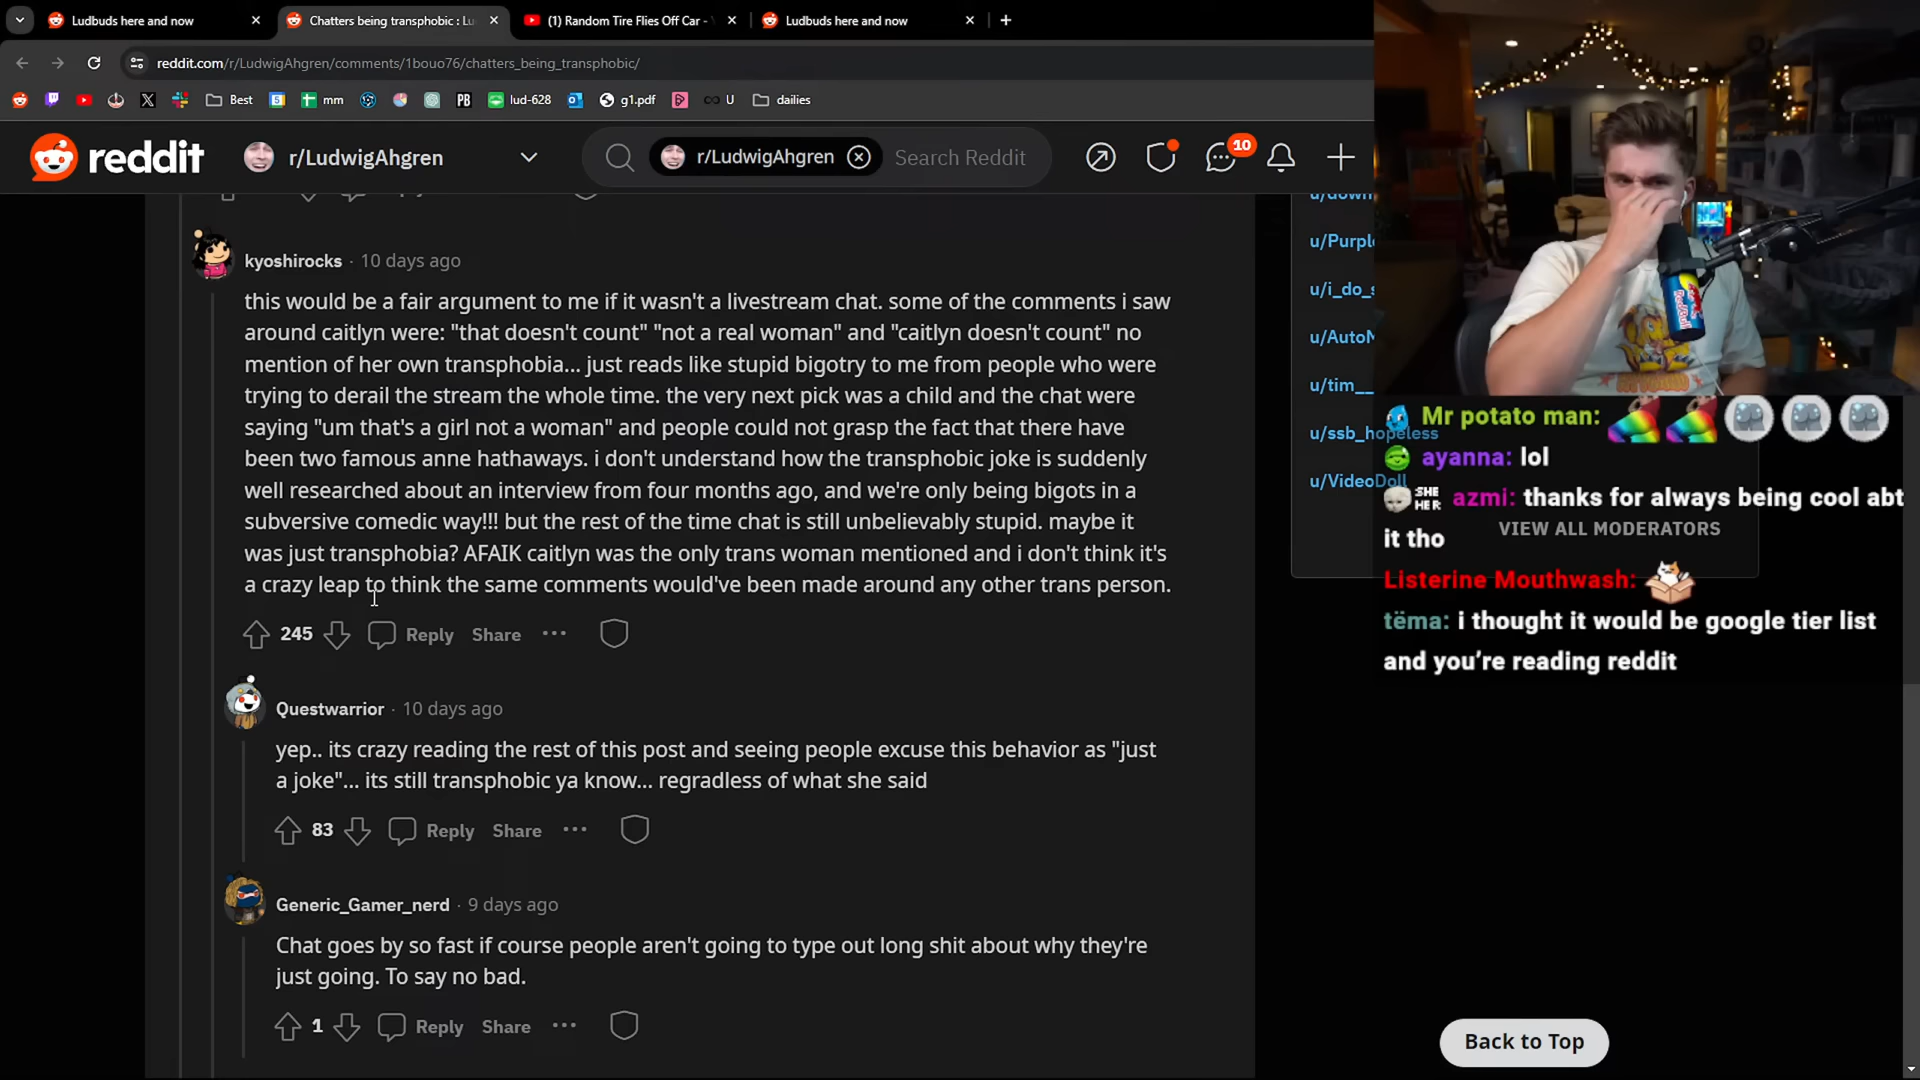 Ludbuds here and now
Chatters being transphobic : Lu
(1) Random Tire Flies Off Car -
Ludbuds here and now
reddit.com/r/LudwigAhgren/comments/1bouo76/chatters_being_transphobic/
Best
mm
PB
lud-628
g1.pdf
U
dailies
reddit
r/LudwigAhgren
r/LudwigAhgren
Search Reddit
10
kyoshirocks · 10 days ago
this would be a fair argument to me if it wasn't a livestream chat. some of the comments i saw
around caitlyn were: "that doesn't count" "not a real woman" and "caitlyn doesn't count" no
mention of her own transphobia... just reads like stupid bigotry to me from people who were
trying to derail the stream the whole time. the very next pick was a child and the chat were
saying "um that's a girl not a woman" and people could not grasp the fact that there have
been two famous anne hathaways. i don't understand how the transphobic joke is suddenly
well researched about an interview from four months ago, and we're only being bigots in a
subversive comedic way!!! but the rest of the time chat is still unbelievably stupid. maybe it
was just transphobia? AFAIK caitlyn was the only trans woman mentioned and i don't think it's
a crazy leap to think the same comments would've been made around any other trans person.
245
Reply
Share
Questwarrior · 10 days ago
yep.. its crazy reading the rest of this post and seeing people excuse this behavior as "just
a joke"... its still transphobic ya know... regradless of what she said
83
Reply
Share
Generic_Gamer_nerd · 9 days ago
Chat goes by so fast if course people aren't going to type out long shit about why they're
just going. To say no bad.
1
Reply
Share
u/Purpl
u/i_do_s
u/AutoM
u/tim__
u/ssb_hopeless
u/VideoDoll
VIEW ALL MODERATORS
Mr potato man:
ayanna: lol
SHE
HER
azmi: thanks for always being cool abt
it tho
Listerine Mouthwash:
tëma: i thought it would be google tier list
and you're reading reddit
Back to Top